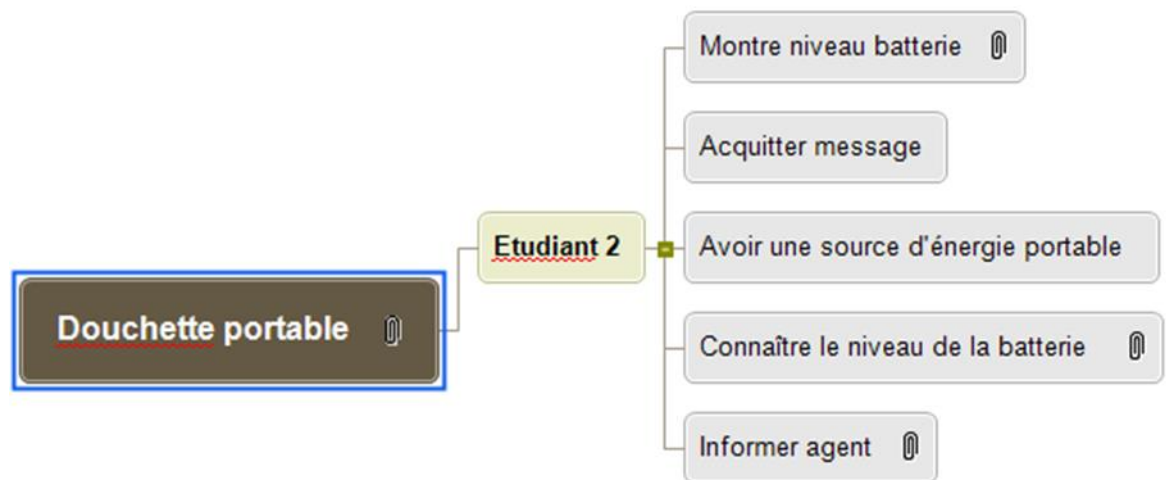 Montre niveau batterie
Acquitter message
Etudiant 2
Avoir une source d'énergie portable
Douchette portable
Connaître le niveau de la batterie
Informer agent